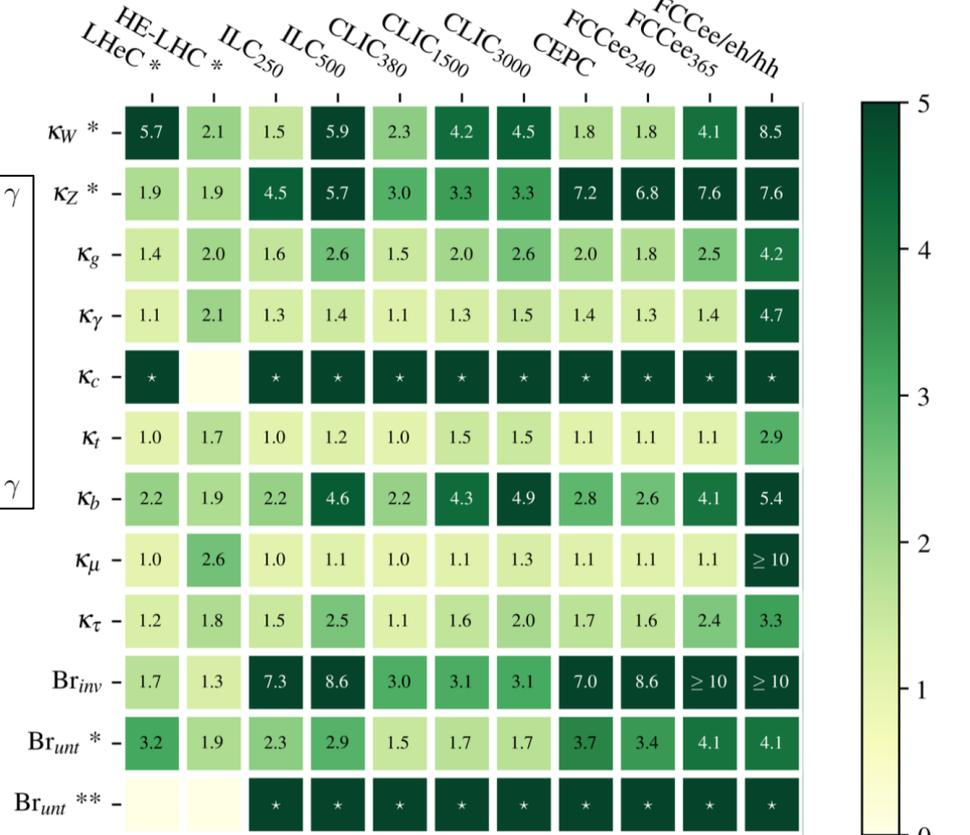 LHeC * HE-LHC * ILC250 ILC500 CLIC380 CLIC1500 CLIC3000 CEPC FCCee240 FCCee365 FCCee/eh/hh
κW * 5.7 2.1 1.5 5.9 2.3 4.2 4.5 1.8 1.8 4.1 8.5
κZ * 1.9 1.9 4.5 5.7 3.0 3.3 3.3 7.2 6.8 7.6 7.6
κg 1.4 2.0 1.6 2.6 1.5 2.0 2.6 2.0 1.8 2.5 4.2
κγ 1.1 2.1 1.3 1.4 1.1 1.3 1.5 1.4 1.3 1.4 4.7
κc * * * * * * * * * *
κt 1.0 1.7 1.0 1.2 1.0 1.5 1.5 1.1 1.1 1.1 2.9
κb 2.2 1.9 2.2 4.6 2.2 4.3 4.9 2.8 2.6 4.1 5.4
κμ 1.0 2.6 1.0 1.1 1.0 1.1 1.3 1.1 1.1 1.1 ≥ 10
κτ 1.2 1.8 1.5 2.5 1.1 1.6 2.0 1.7 1.6 2.4 3.3
Brinv 1.7 1.3 7.3 8.6 3.0 3.1 3.1 7.0 8.6 ≥ 10 ≥ 10
Brunt * 3.2 1.9 2.3 2.9 1.5 1.7 1.7 3.7 3.4 4.1 4.1
Brunt ** * * * * * * * * *
γ
γ
5
4
3
2
1
0